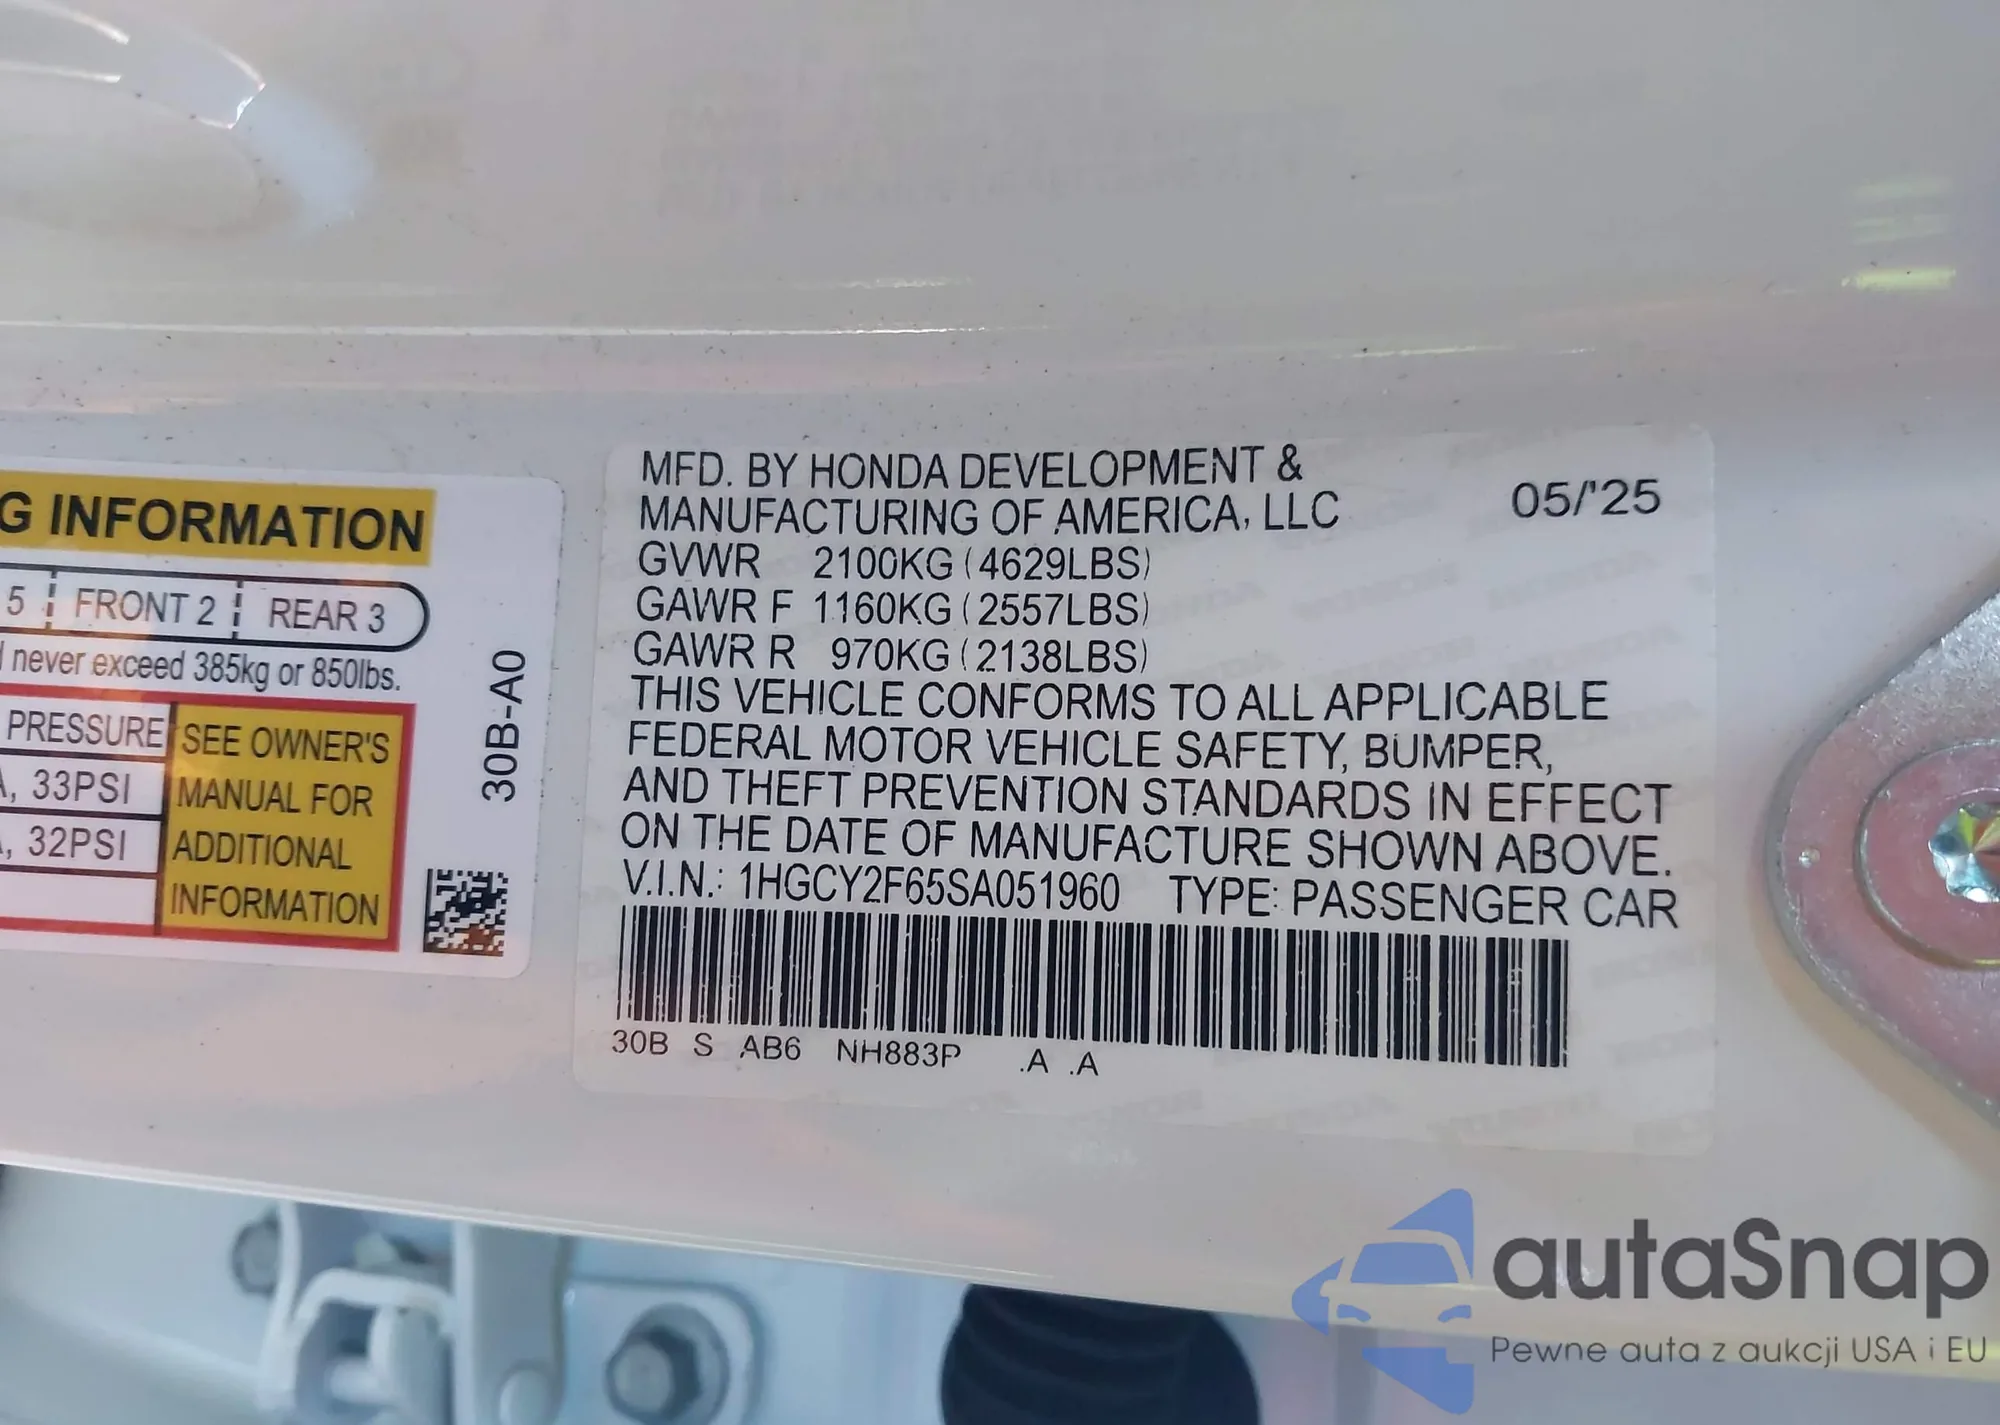 G INFORMATION
5 FRONT 2 REAR 3
never exceed 385kg or 850lbs.
PRESSURE
, 33PSI
, 32PSI
SEE OWNER'S
MANUAL FOR
ADDITIONAL
INFORMATION
30B-A0
MFD. BY HONDA DEVELOPMENT &
MANUFACTURING OF AMERICA, LLC
05/'25
GVWR 2100KG (4629LBS)
GAWR F 1160KG (2557LBS)
GAWR R 970KG (2138LBS)
THIS VEHICLE CONFORMS TO ALL APPLICABLE
FEDERAL MOTOR VEHICLE SAFETY, BUMPER,
AND THEFT PREVENTION STANDARDS IN EFFECT
ON THE DATE OF MANUFACTURE SHOWN ABOVE.
V.I.N.: 1HGCY2F65SA051960 TYPE: PASSENGER CAR
30B S AB6 NH883P .A .A
autaSnap
Pewne auta z aukcji USA i EU